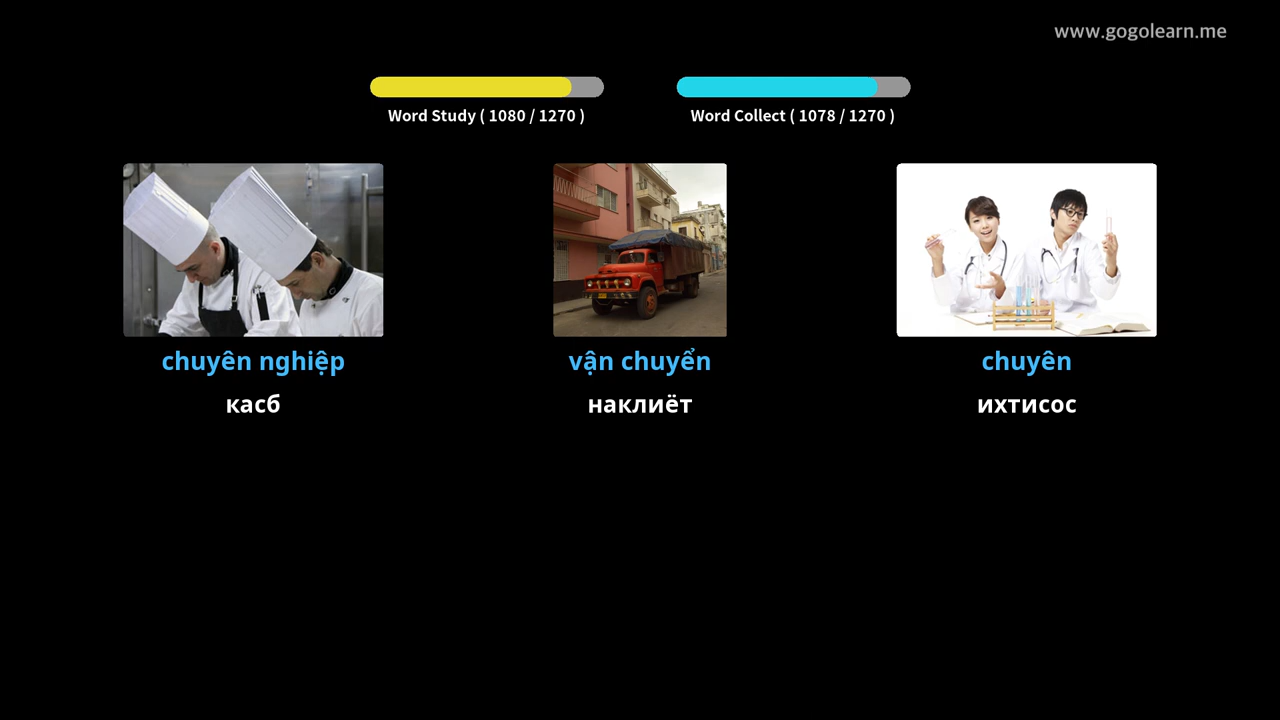 www.gogolearn.me
Word Study ( 1080 / 1270 )
Word Collect ( 1078 / 1270 )
chuyên nghiệp
vận chuyển
chuyên
касб
наклиёт
ихтисос